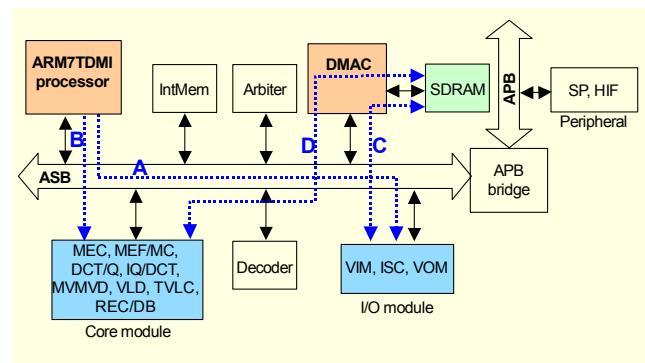 ARM7TDMI
processor
IntMem
Arbiter
DMAC
SDRAM
APB
SP, HIF
Peripheral
B
A
D
C
ASB
APB
bridge
MEC, MEF/MC,
DCT/Q, IQ/DCT,
MVMVD, VLD, TVLC,
REC/DB
Core module
Decoder
VIM, ISC, VOM
I/O module